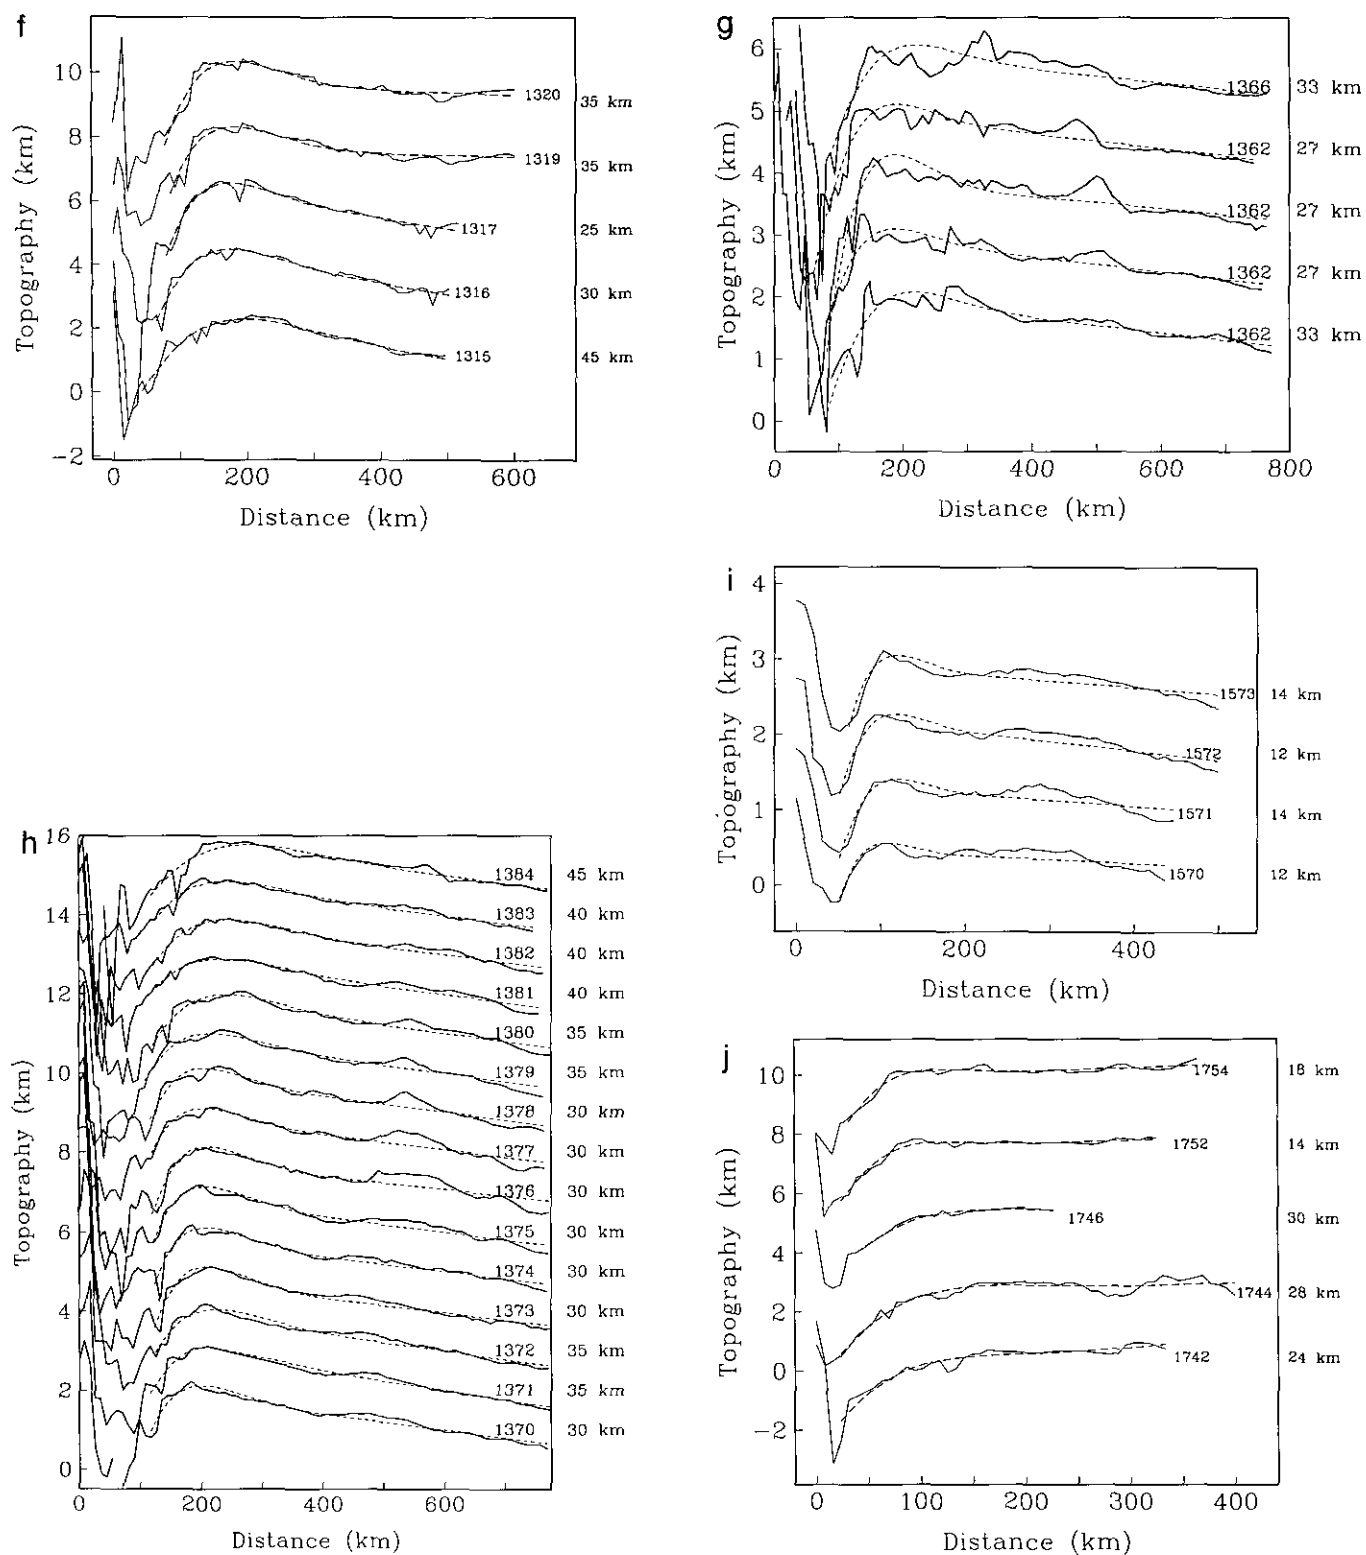 f
Topography (km)
10
8
6
4
2
0
-2
1320 35 km
1319 35 km
1317 25 km
1316 30 km
1315 45 km
0 200 400 600
Distance (km)
g
Topography (km)
6
5
4
3
2
1
0
1366 33 km
1362 27 km
1362 27 km
1362 27 km
1362 33 km
0 200 400 600 800
Distance (km)
i
Topography (km)
4
3
2
1
0
1573 14 km
1572 12 km
1571 14 km
1570 12 km
0 200 400
Distance (km)
h
Topography (km)
16
14
12
10
8
6
4
2
0
1384 45 km
1383 40 km
1382 40 km
1381 40 km
1380 35 km
1379 35 km
1378 30 km
1377 30 km
1376 30 km
1375 30 km
1374 30 km
1373 30 km
1372 35 km
1371 35 km
1370 30 km
0 200 400 600
Distance (km)
j
Topography (km)
10
8
6
4
2
0
-2
1754 18 km
1752 14 km
1746 30 km
1744 28 km
1742 24 km
0 100 200 300 400
Distance (km)